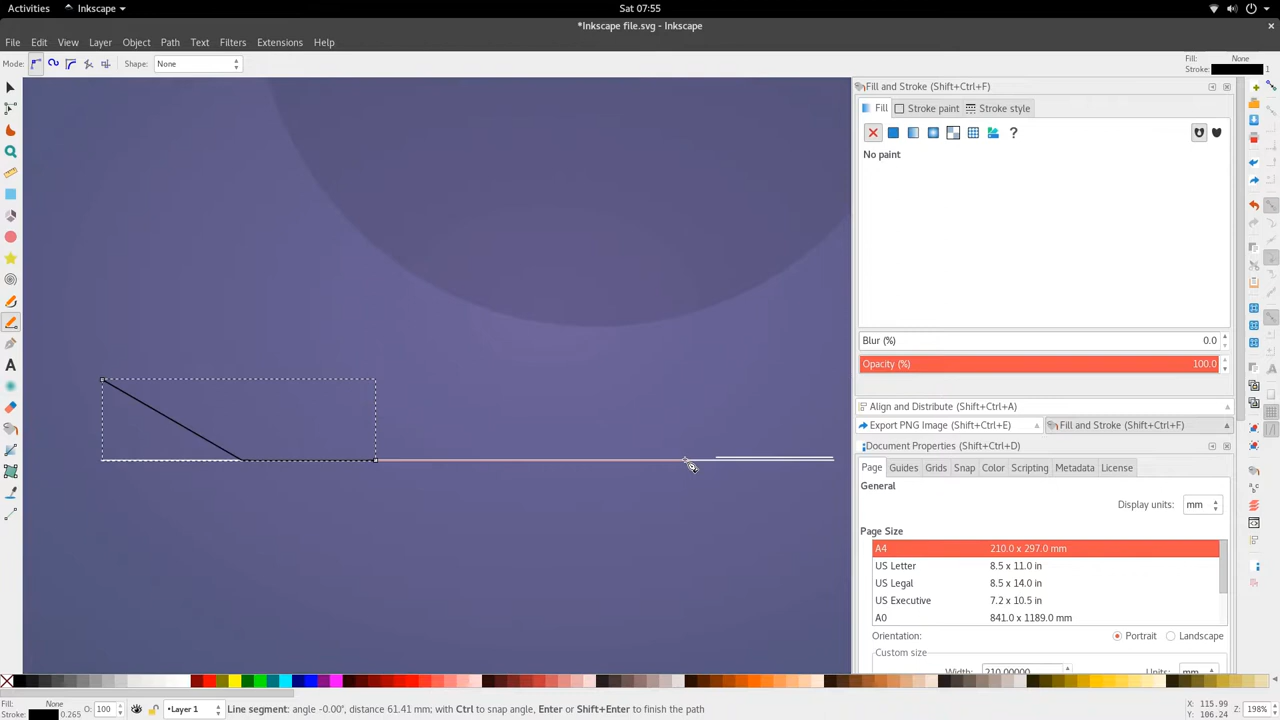 Activities
Inkscape
Sat 07:55
*Inkscape file.svg - Inkscape
File Edit View Layer Object Path Text Filters Extensions Help
Mode:
Shape:
None
Fill: None
Stroke: 1
Fill and Stroke (Shift+Ctrl+F)
Fill
Stroke paint
Stroke style
?
No paint
Blur (%) 0.0
Opacity (%) 100.0
Align and Distribute (Shift+Ctrl+A)
Export PNG Image (Shift+Ctrl+E)
Fill and Stroke (Shift+Ctrl+F)
Document Properties (Shift+Ctrl+D)
Page Guides Grids Snap Color Scripting Metadata License
General
Display units: mm
Page Size
A4 210.0 x 297.0 mm
US Letter 8.5 x 11.0 in
US Legal 8.5 x 14.0 in
US Executive 7.2 x 10.5 in
A0 841.0 x 1189.0 mm
Orientation: Portrait Landscape
Custom size
Width: 210.00000 Units: mm
Fill: None
Stroke: 0.265
O: 100
Layer 1
Line segment: angle -0.00°, distance 61.41 mm; with Ctrl to snap angle, Enter or Shift+Enter to finish the path
X: 115.99
Y: 106.24
Z: 198%